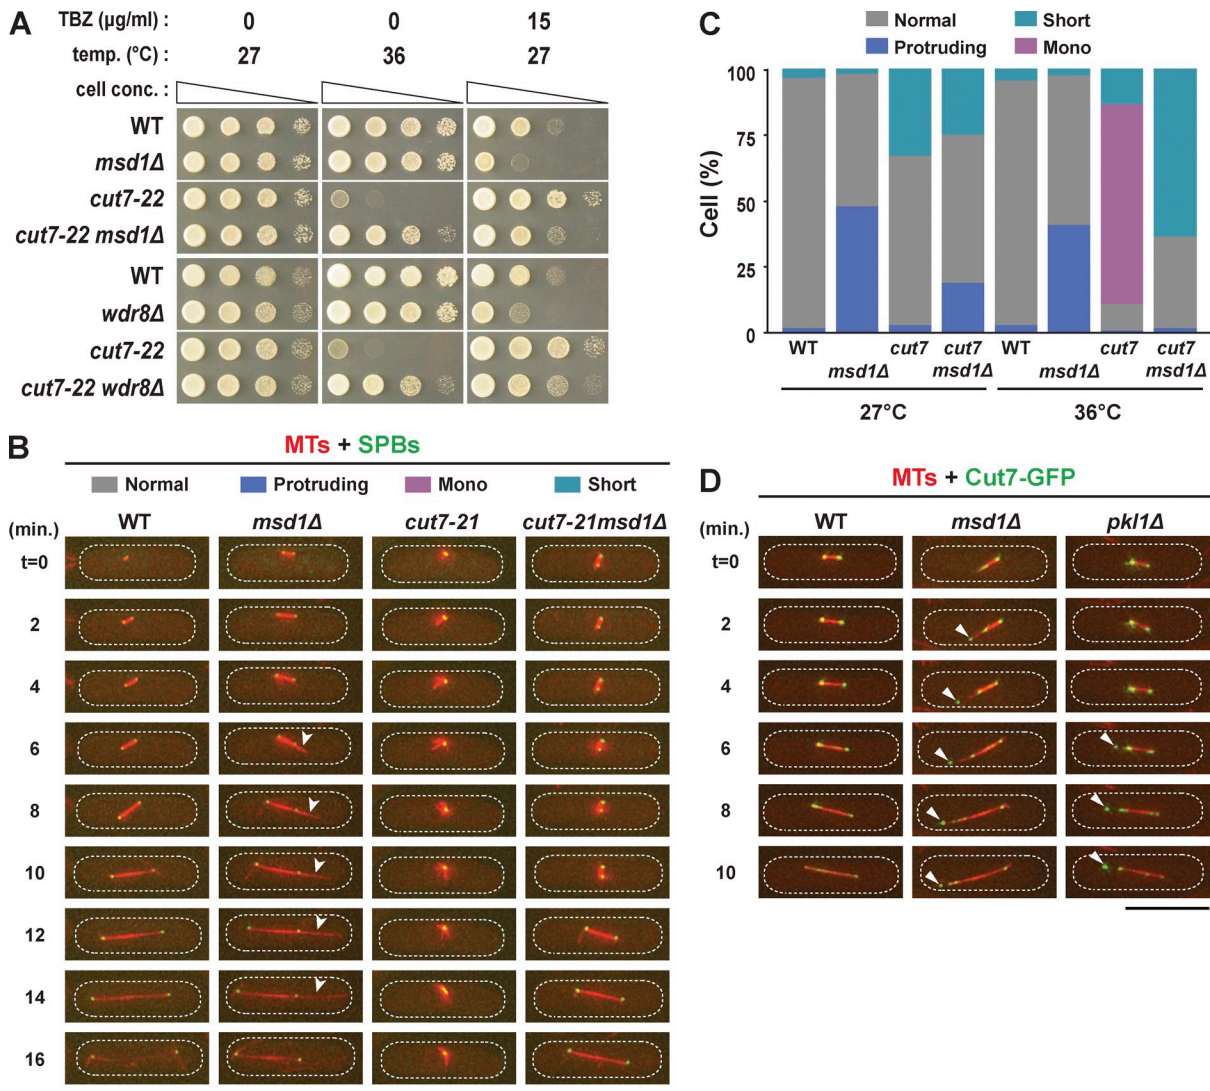 A
TBZ (µg/ml) : 0 0 15
temp. (°C) : 27 36 27
cell conc. :
WT
msd1Δ
cut7-22
cut7-22 msd1Δ
WT
wdr8Δ
cut7-22
cut7-22 wdr8Δ
C
Normal Short
Protruding Mono
Cell (%)
100
75
50
25
0
WT msd1Δ cut7 cut7 msd1Δ WT msd1Δ cut7 cut7 msd1Δ
27°C 36°C
B
MTs + SPBs
Normal Protruding Mono Short
(min.) WT msd1Δ cut7-21 cut7-21msd1Δ
t=0
2
4
6
8
10
12
14
16
D
MTs + Cut7-GFP
WT msd1Δ pkl1Δ
t=0
2
4
6
8
10